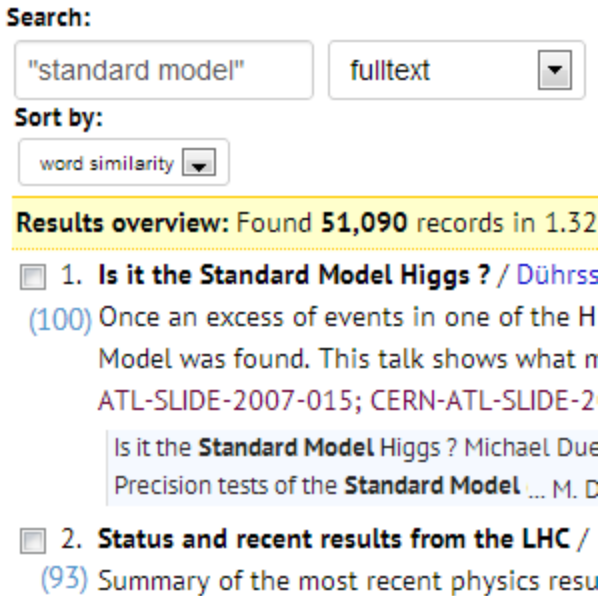 Search:
"standard model" fulltext
Sort by:
word similarity
Results overview: Found 51,090 records in 1.32
1. Is it the Standard Model Higgs ? / Dührss
(100) Once an excess of events in one of the H
Model was found. This talk shows what m
ATL-SLIDE-2007-015; CERN-ATL-SLIDE-2
Is it the Standard Model Higgs ? Michael Due
Precision tests of the Standard Model ... M. D
2. Status and recent results from the LHC /
(93) Summary of the most recent physics resu